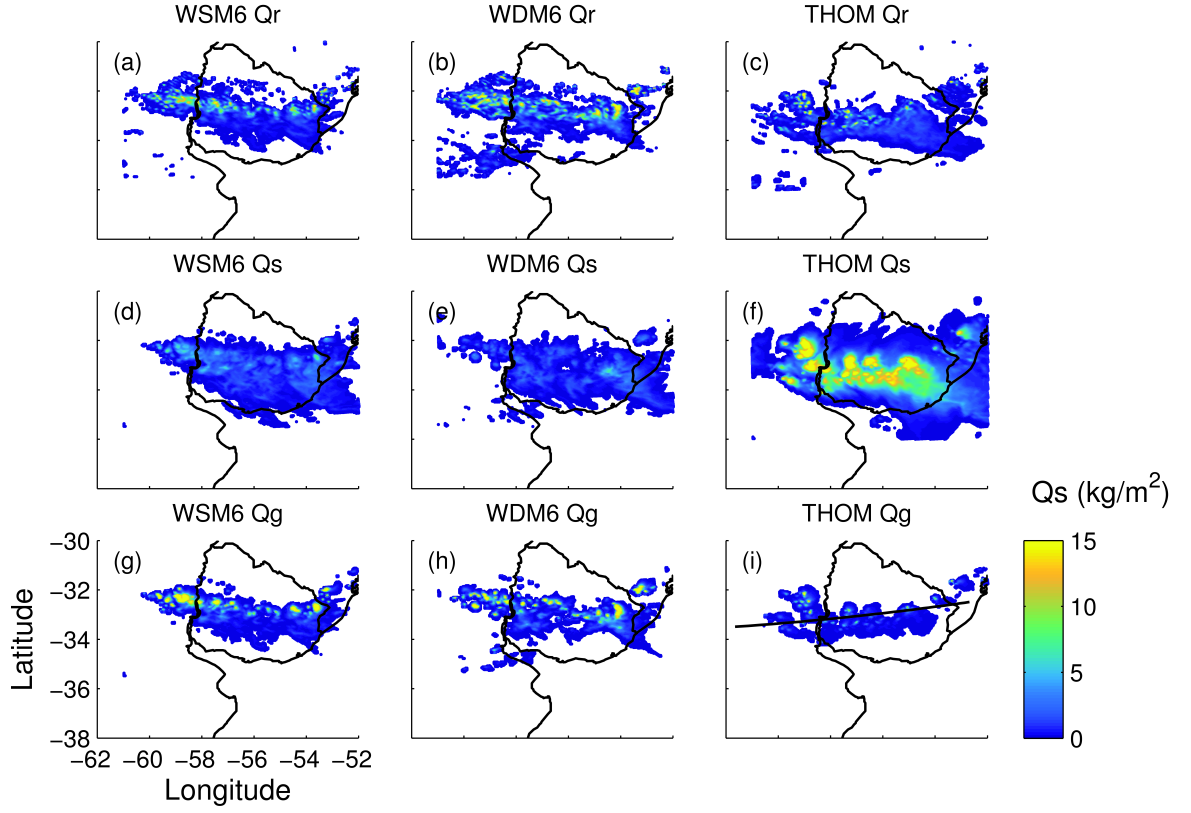 WSM6 Qr
WDM6 Qr
THOM Qr
(a)
(b)
(c)
WSM6 Qs
WDM6 Qs
THOM Qs
(d)
(e)
(f)
Qs (kg/m²)
WSM6 Qg
WDM6 Qg
THOM Qg
(g)
(h)
(i)
−30
−32
−34
−36
−38
Latitude
−62 −60 −58 −56 −54 −52
Longitude
15
10
5
0